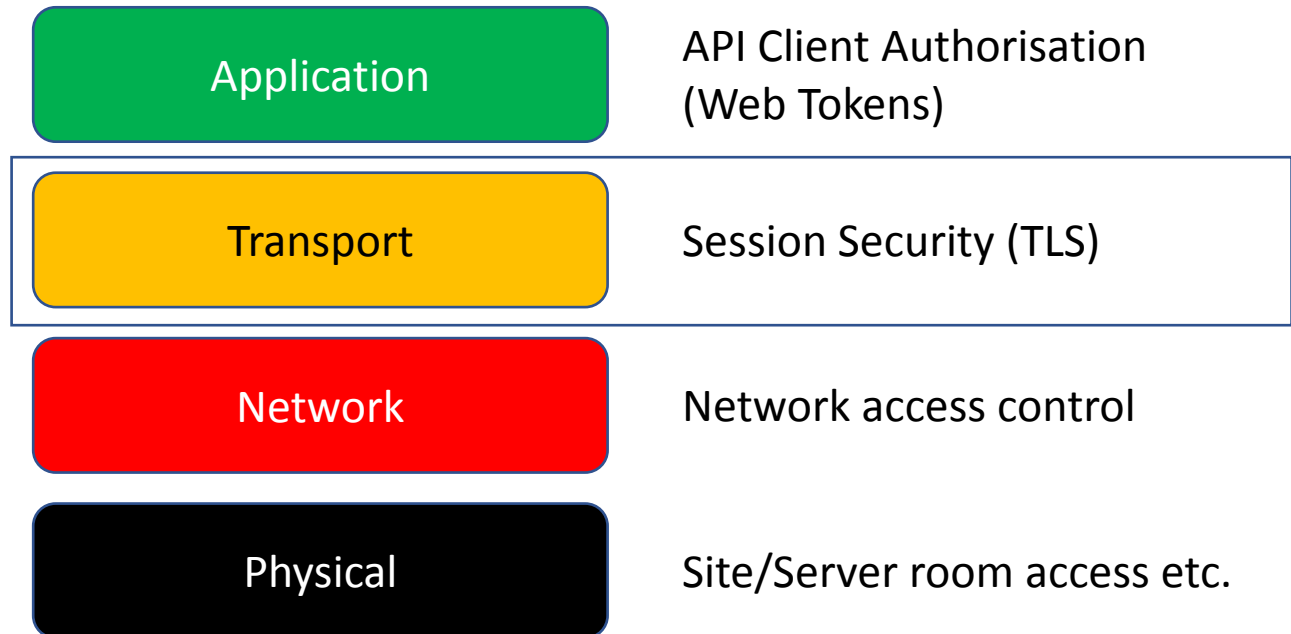 Application
API Client Authorisation
(Web Tokens)
Transport
Session Security (TLS)
Network
Network access control
Physical
Site/Server room access etc.